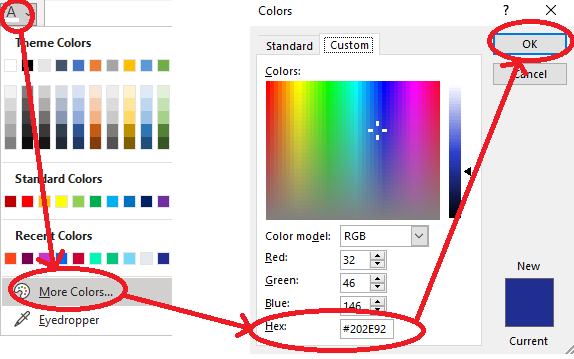 A
Theme Colors
Standard Colors
Recent Colors
More Colors...
Eyedropper
Colors
?
Standard
Custom
OK
Cancel
Colors:
Color model: RGB
Red: 32
Green: 46
Blue: 146
Hex: #202E92
New
Current